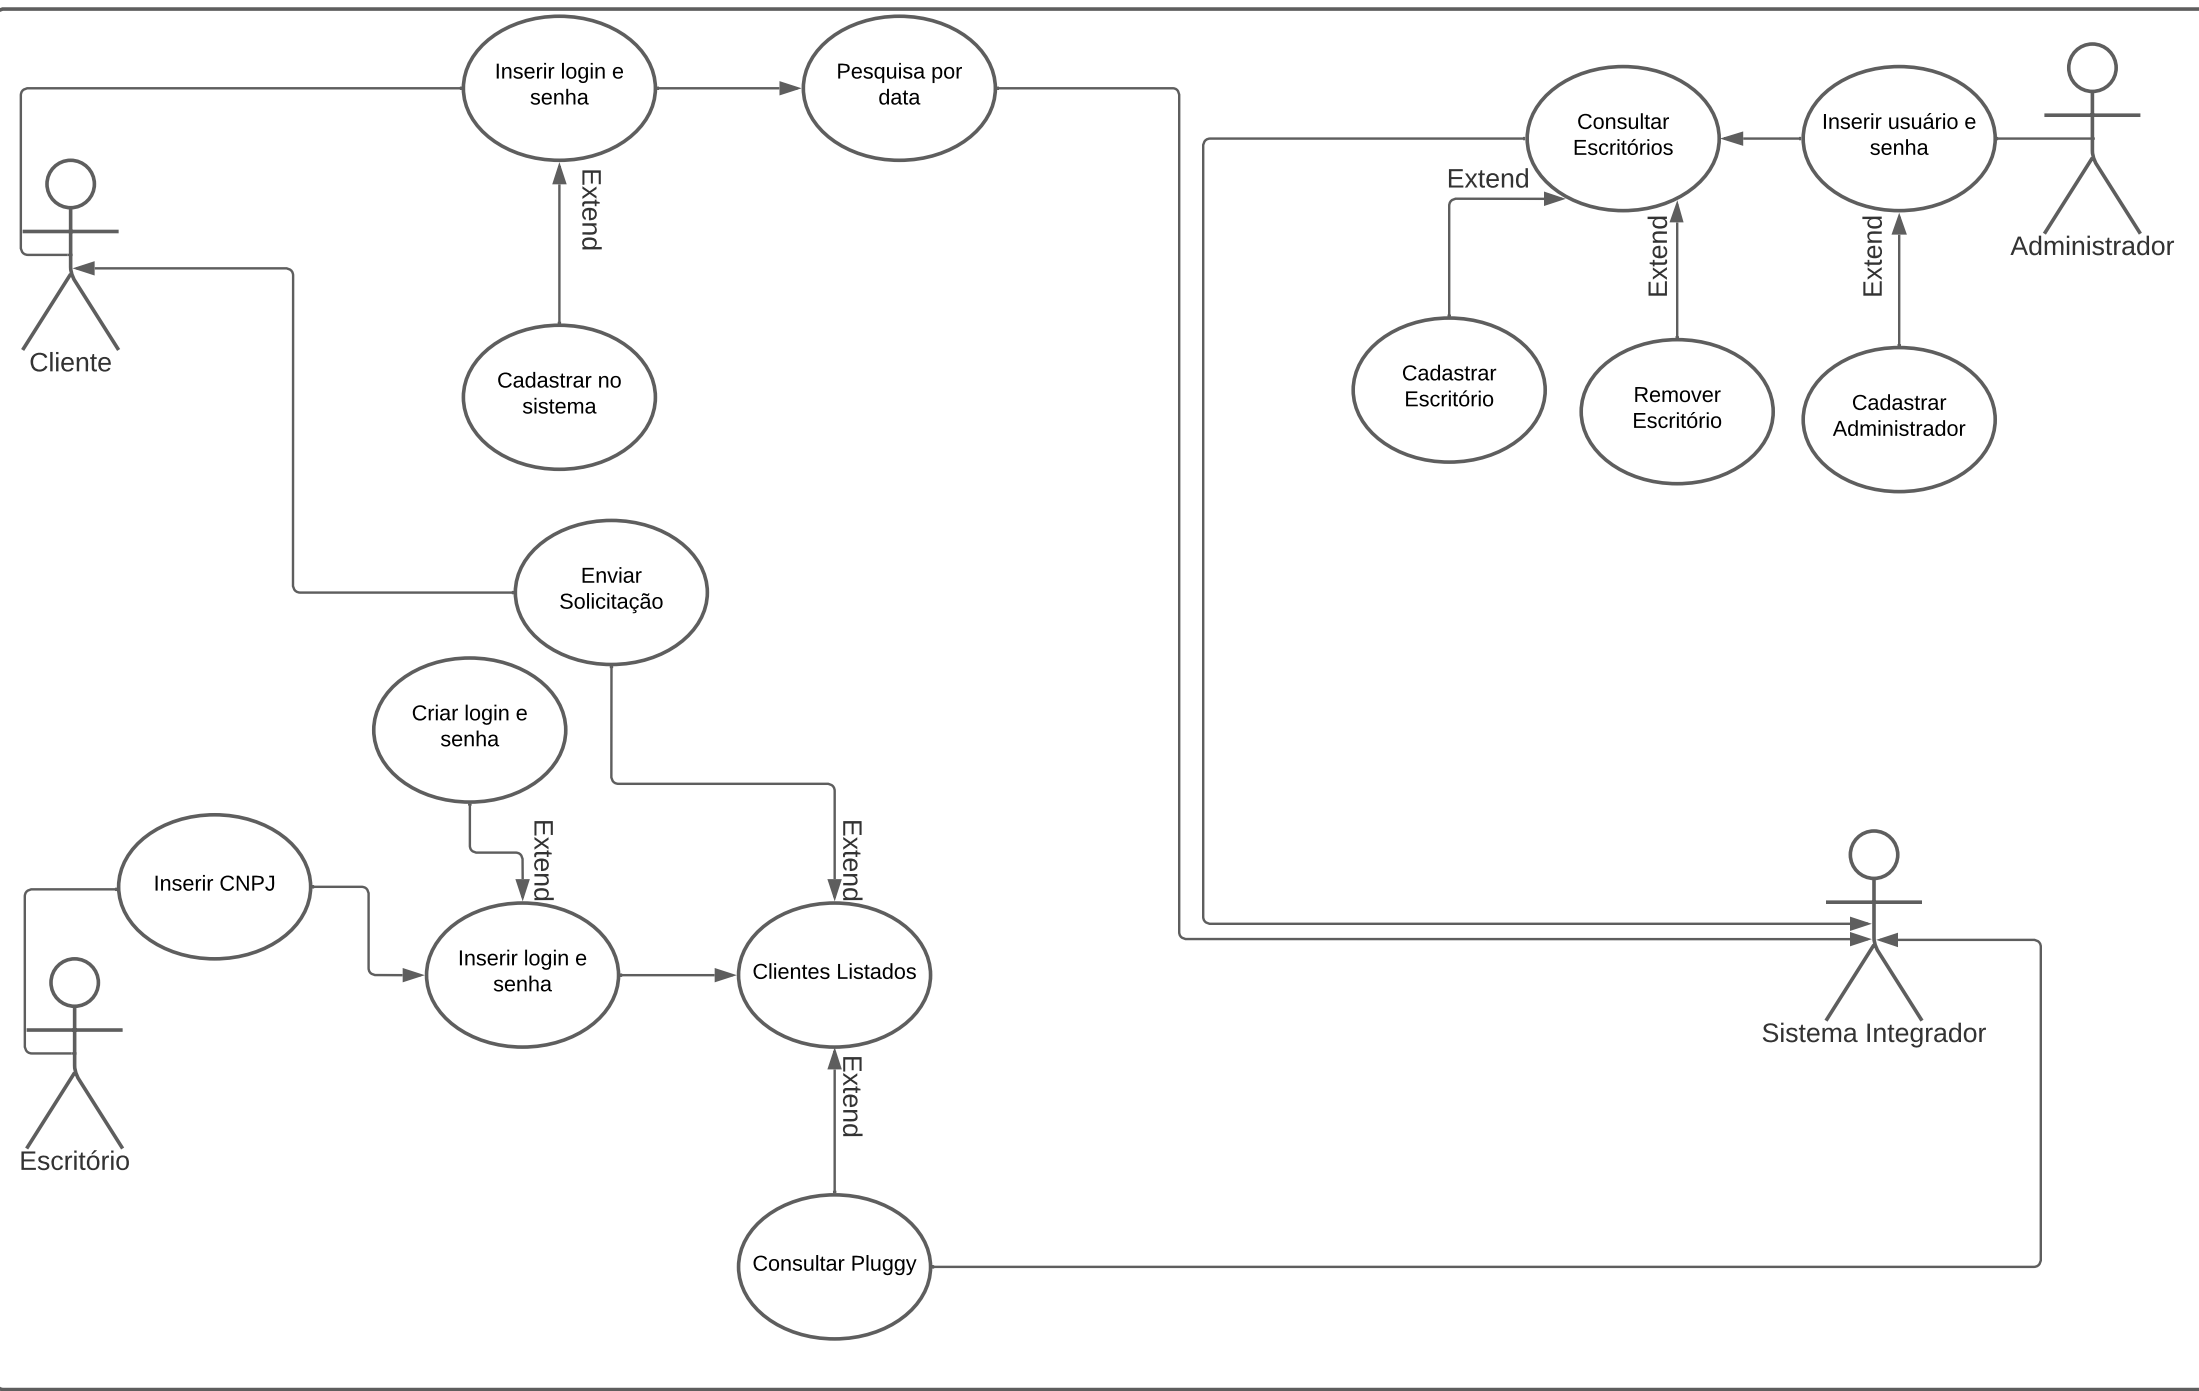 Inserir login e
senha
Pesquisa por
data
Consultar
Escritórios
Inserir usuário e
senha
Administrador
Extend
Extend
Extend
Extend
Cliente
Cadastrar no
sistema
Cadastrar
Escritório
Remover
Escritório
Cadastrar
Administrador
Enviar
Solicitação
Criar login e
senha
Extend
Extend
Inserir CNPJ
Inserir login e
senha
Clientes Listados
Sistema Integrador
Extend
Escritório
Consultar Pluggy